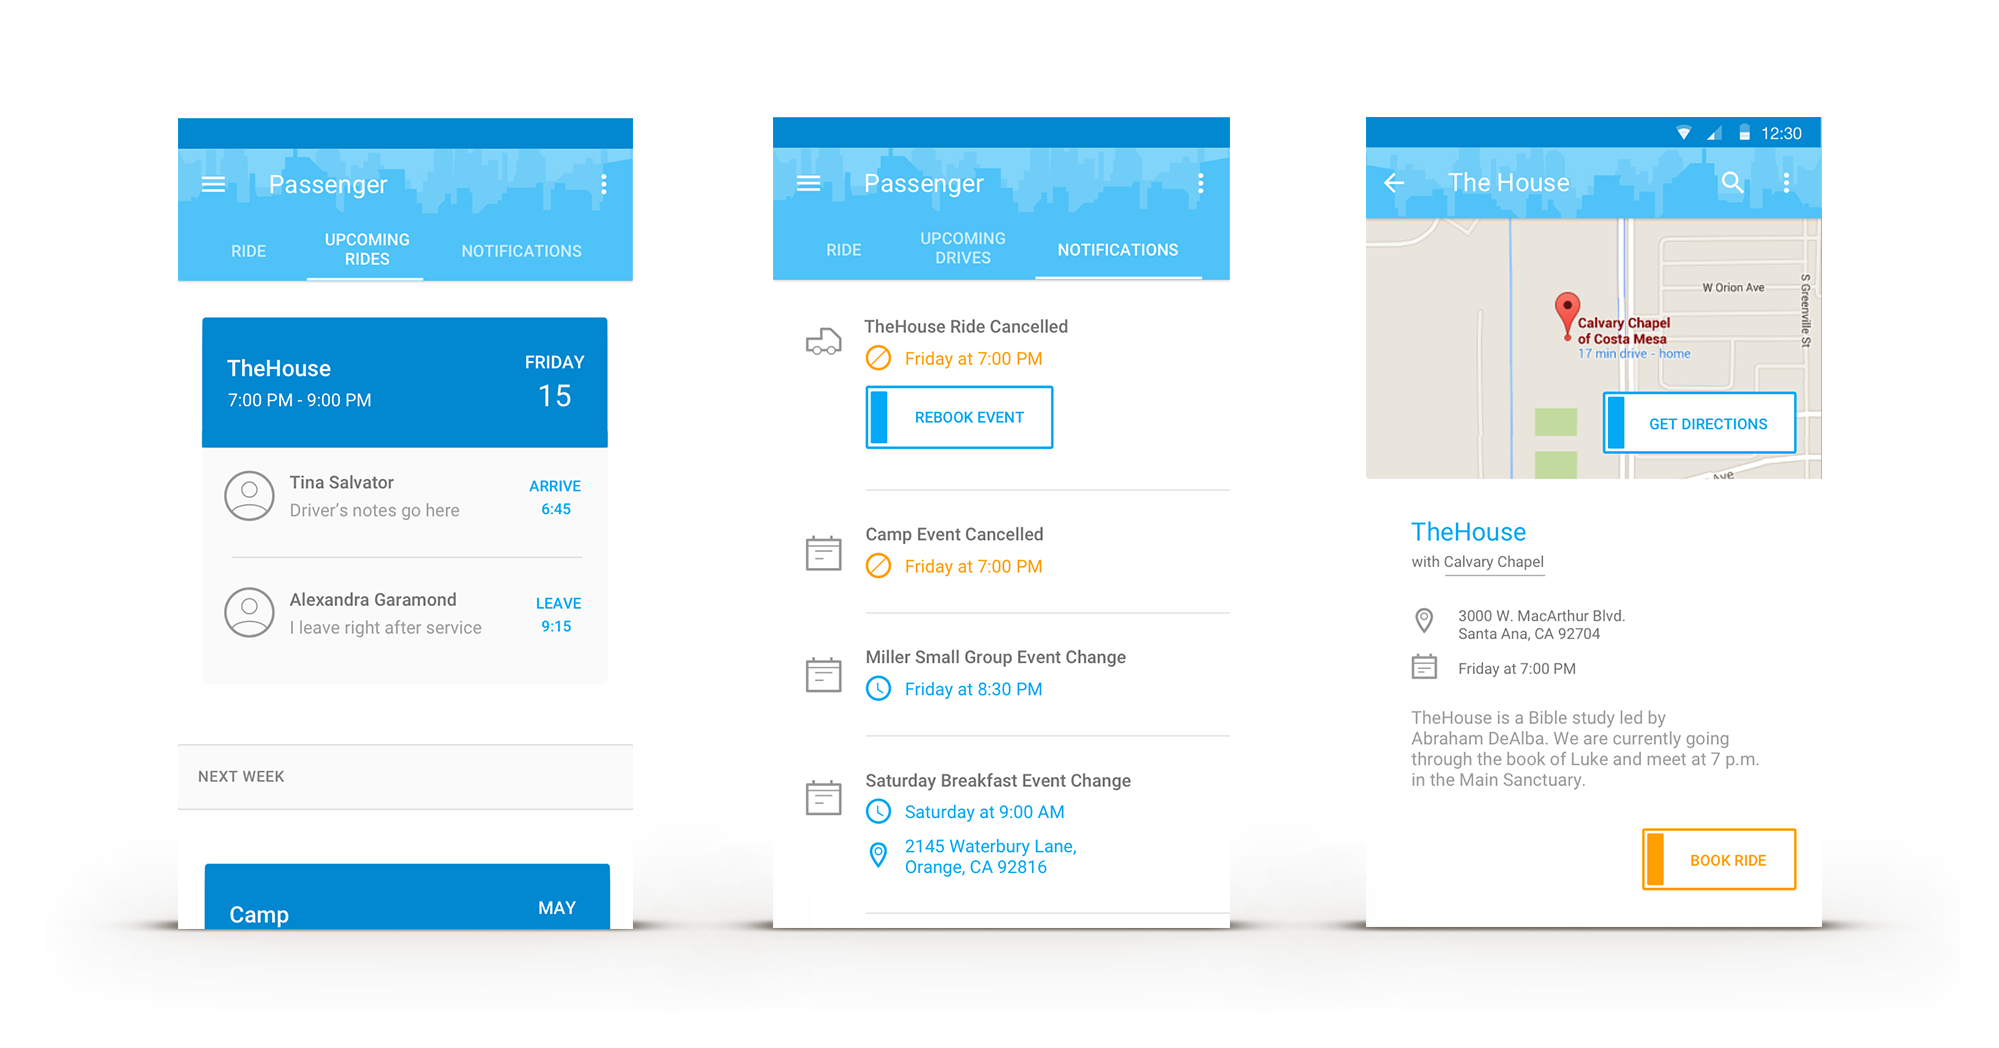 Passenger
RIDE
UPCOMING
RIDES
NOTIFICATIONS
TheHouse
7:00 PM - 9:00 PM
FRIDAY
15
Tina Salvator
Driver’s notes go here
ARRIVE
6:45
Alexandra Garamond
I leave right after service
LEAVE
9:15
NEXT WEEK
Camp
MAY
Passenger
RIDE
UPCOMING
DRIVES
NOTIFICATIONS
TheHouse Ride Cancelled
Friday at 7:00 PM
REBOOK EVENT
Camp Event Cancelled
Friday at 7:00 PM
Miller Small Group Event Change
Friday at 8:30 PM
Saturday Breakfast Event Change
Saturday at 9:00 AM
2145 Waterbury Lane,
Orange, CA 92816
12:30
The House
W Orion Ave
S Greenville St
Calvary Chapel
of Costa Mesa
17 min drive - home
GET DIRECTIONS
Ave
TheHouse
with Calvary Chapel
3000 W. MacArthur Blvd.
Santa Ana, CA 92704
Friday at 7:00 PM
TheHouse is a Bible study led by
Abraham DeAlba. We are currently going
through the book of Luke and meet at 7 p.m.
in the Main Sanctuary.
BOOK RIDE